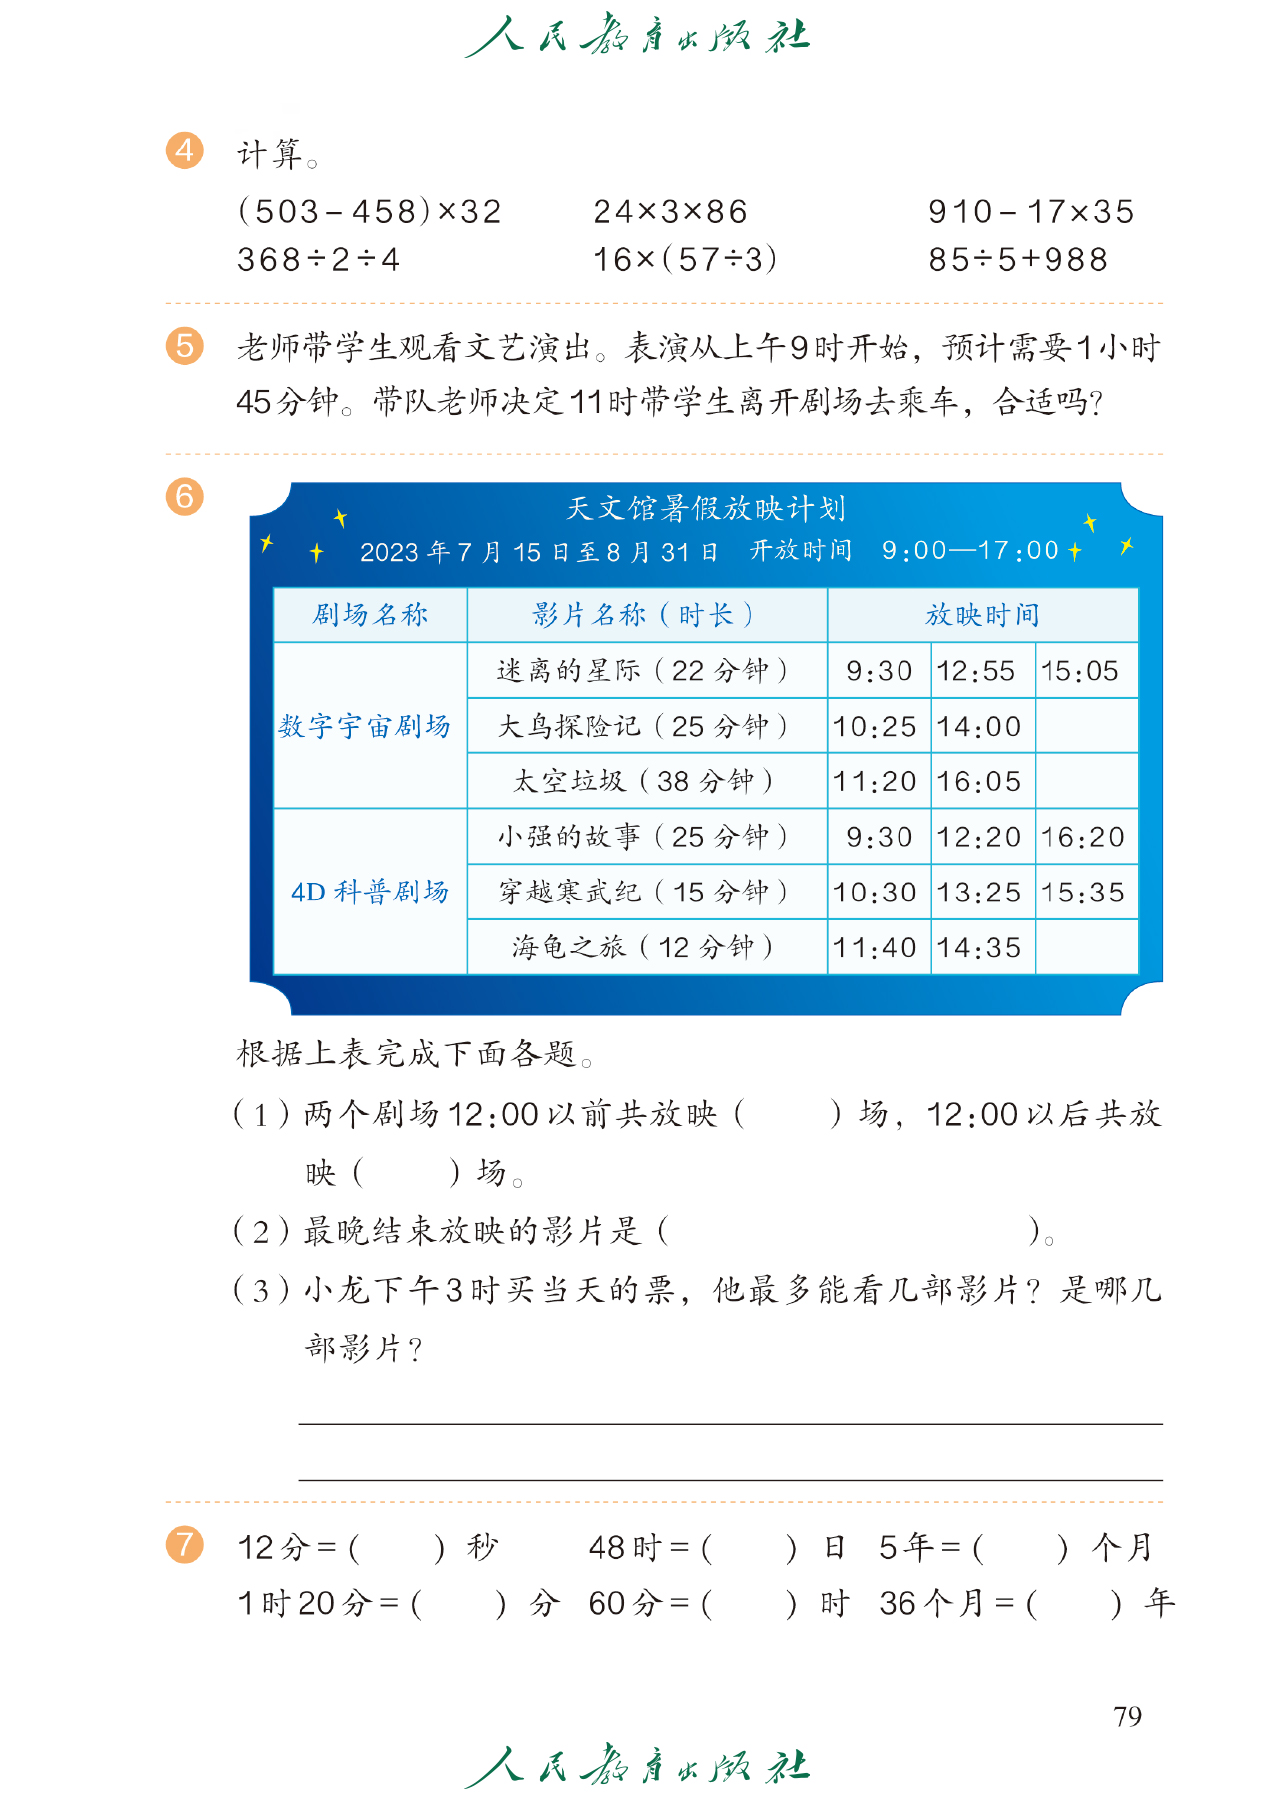 人民教育出版社
4 计算。
(503－458)×32 24×3×86 910－17×35
368÷2÷4 16×(57÷3) 85÷5+988
5 老师带学生观看文艺演出。表演从上午9时开始，预计需要1小时
45分钟。带队老师决定11时带学生离开剧场去乘车，合适吗？
6
天文馆暑假放映计划
2023年7月15日至8月31日 开放时间 9:00—17:00
剧场名称 影片名称（时长） 放映时间
数字宇宙剧场
迷离的星际（22分钟） 9:30 12:55 15:05
大鸟探险记（25分钟） 10:25 14:00
太空垃圾（38分钟） 11:20 16:05
4D科普剧场
小强的故事（25分钟） 9:30 12:20 16:20
穿越寒武纪（15分钟） 10:30 13:25 15:35
海龟之旅（12分钟） 11:40 14:35
根据上表完成下面各题。
（1）两个剧场12:00以前共放映（ ）场，12:00以后共放
映（ ）场。
（2）最晚结束放映的影片是（ ）。
（3）小龙下午3时买当天的票，他最多能看几部影片？是哪几
部影片？
7 12分=( )秒 48时=( )日 5年=( )个月
1时20分=( )分 60分=( )时 36个月=( )年
79
人民教育出版社